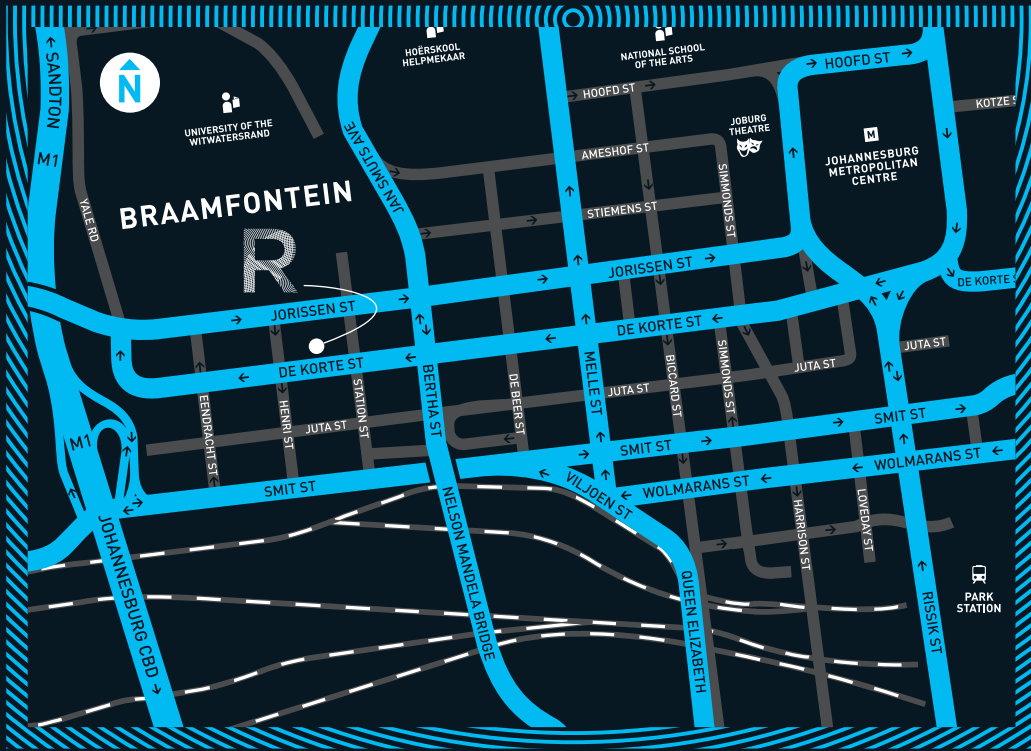 SANDTON
M1
N
UNIVERSITY OF THE
WITWATERSRAND
HOËRSKOOL
HELPMEKAAR
NATIONAL SCHOOL
OF THE ARTS
HOOFD ST
HOOFD ST
KOTZE S
JOBURG
THEATRE
M
JOHANNESBURG
METROPOLITAN
CENTRE
AMESHOF ST
JAN SMUTS AVE
BRAAMFONTEIN
YALE RD
SIMMONDS ST
STIEMENS ST
R
JORISSEN ST
JORISSEN ST
DE KORTE S
DE KORTE ST
DE KORTE ST
JUTA ST
JUTA ST
JUTA ST
JUTA ST
BERTHA ST
DE BEER ST
MELLE ST
BICCARD ST
SIMMONDS ST
EENDRACHT ST
HENRI ST
STATION ST
M1
SMIT ST
SMIT ST
SMIT ST
WOLMARANS ST
WOLMARANS ST
VILJOEN ST
NELSON MANDELA BRIDGE
JOHANNESBURG CBD
QUEEN ELIZABETH
HARRISON ST
LOVEDAY ST
RISSIK ST
PARK
STATION